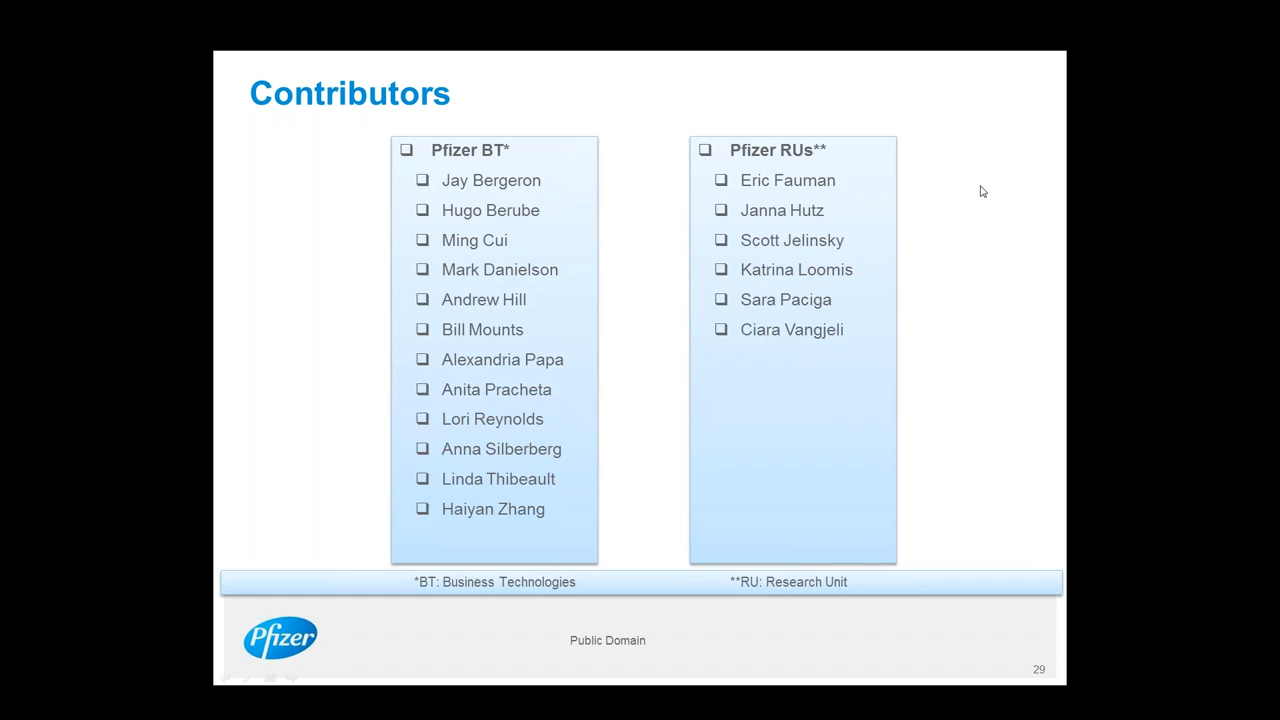 Contributors
Pfizer BT*
Jay Bergeron
Hugo Berube
Ming Cui
Mark Danielson
Andrew Hill
Bill Mounts
Alexandria Papa
Anita Pracheta
Lori Reynolds
Anna Silberberg
Linda Thibeault
Haiyan Zhang
Pfizer RUs**
Eric Fauman
Janna Hutz
Scott Jelinsky
Katrina Loomis
Sara Paciga
Ciara Vangjeli
*BT: Business Technologies
**RU: Research Unit
Pfizer
Public Domain
29